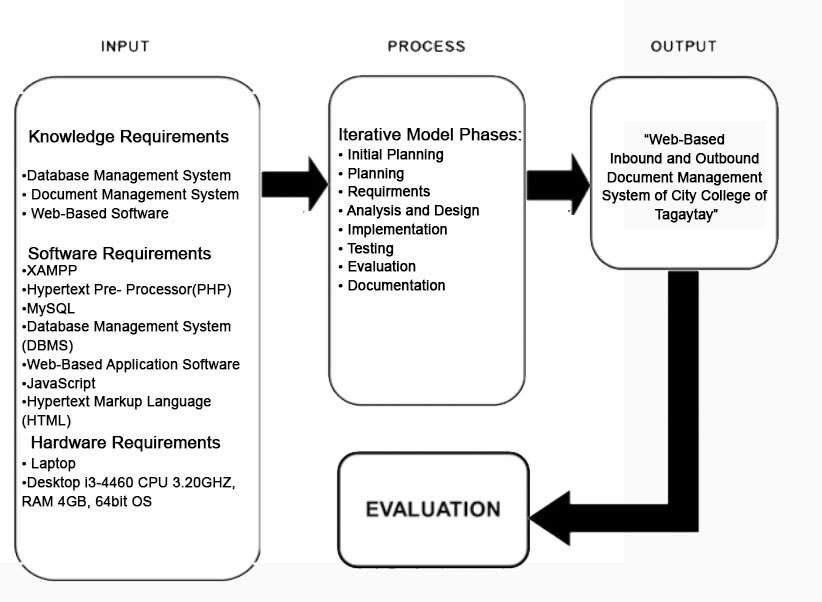 INPUT
Knowledge Requirements
•Database Management System
• Document Management System
• Web-Based Software
Software Requirements
•XAMPP
•Hypertext Pre- Processor(PHP)
•MySQL
•Database Management System
(DBMS)
•Web-Based Application Software
•JavaScript
•Hypertext Markup Language
(HTML)
Hardware Requirements
• Laptop
•Desktop i3-4460 CPU 3.20GHZ,
RAM 4GB, 64bit OS
PROCESS
Iterative Model Phases:
• Initial Planning
• Planning
• Requirments
• Analysis and Design
• Implementation
• Testing
• Evaluation
• Documentation
OUTPUT
"Web-Based
Inbound and Outbound
Document Management
System of City College of
Tagaytay"
EVALUATION